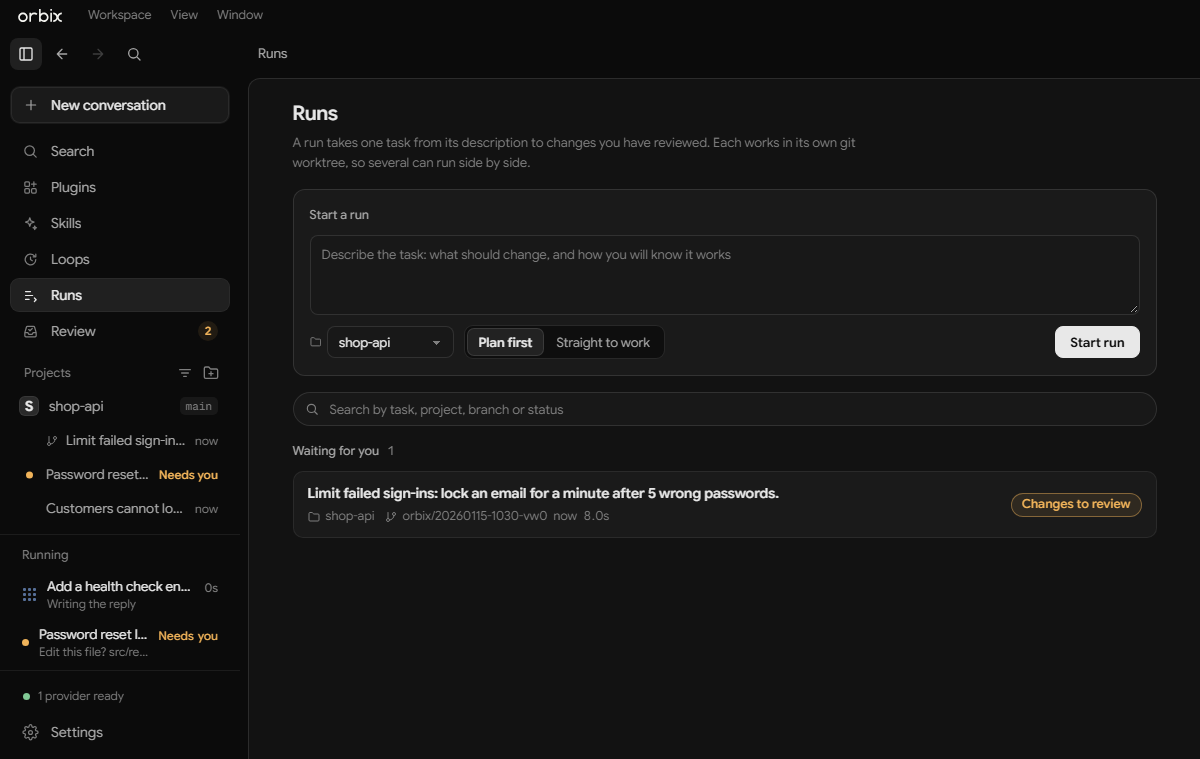 orbix Workspace View Window
Runs
New conversation
Search
Plugins
Skills
Loops
Runs
Review 2
Projects
S shop-api main
Limit failed sign-in... now
Password reset... Needs you
Customers cannot lo... now
Running
Add a health check en... 0s
Writing the reply
Password reset l... Needs you
Edit this file? src/re...
1 provider ready
Settings
Runs
A run takes one task from its description to changes you have reviewed. Each works in its own git
worktree, so several can run side by side.
Start a run
Describe the task: what should change, and how you will know it works
shop-api Plan first Straight to work Start run
Search by task, project, branch or status
Waiting for you 1
Limit failed sign-ins: lock an email for a minute after 5 wrong passwords.
shop-api orbix/20260115-1030-vw0 now 8.0s
Changes to review